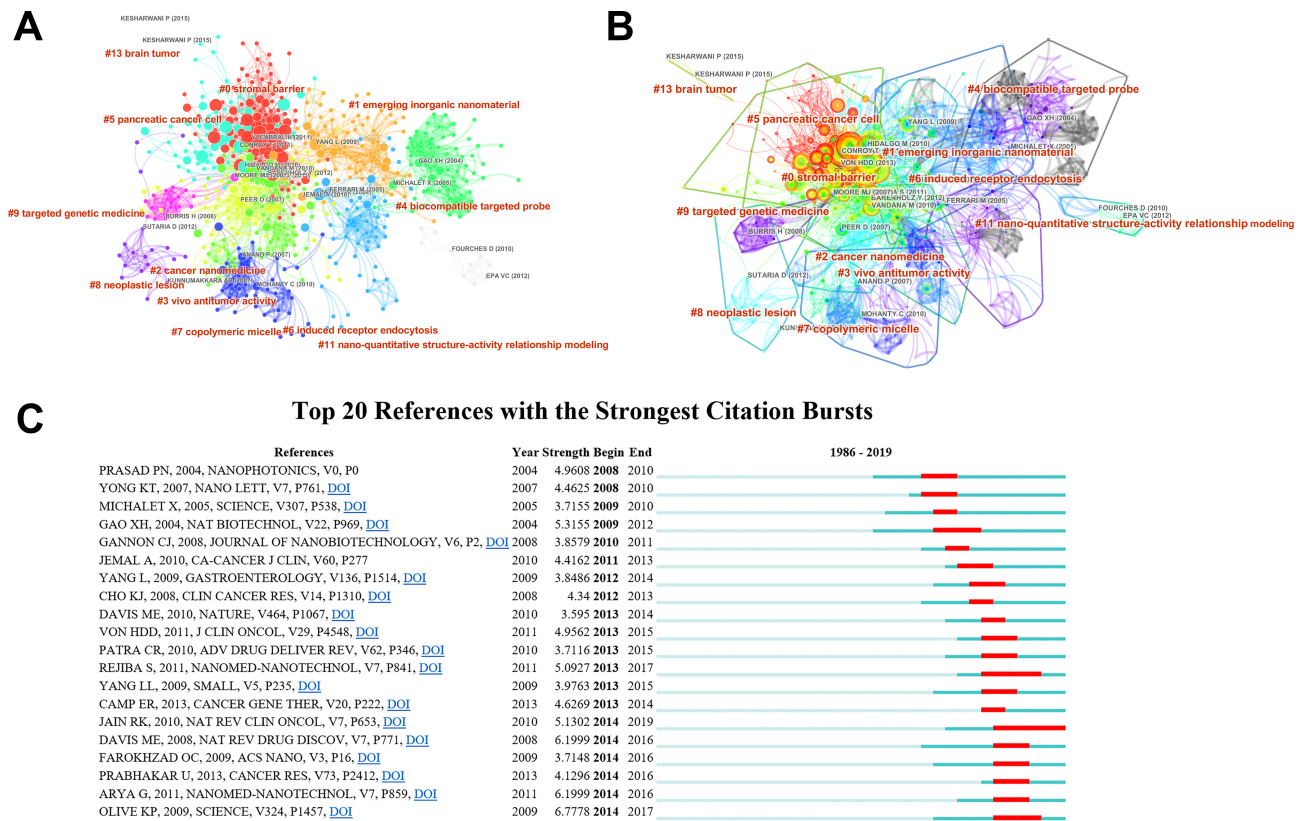 A
KESHARWANI P (2015)
KESHARWANI P (2015)
#13 brain tumor
#0 stromal barrier
#1 emerging inorganic nanomaterial
#5 pancreatic cancer cell
YANG L (2009)
GAO XH (2004)
MICHALET X (2005)
FERRARI M (2005)
PEER D (2007)
#4 biocompatible targeted probe
#9 targeted genetic medicine
BURRIS H (2008)
SUTARIA D (2012)
FOURCHES D (2010)
ANAND P (2007)
#2 cancer nanomedicine
EPA VC (2012)
#8 neoplastic lesion
MOHANTY C (2010)
#3 vivo antitumor activity
#7 copolymeric micelle
#6 induced receptor endocytosis
#11 nano-quantitative structure-activity relationship modeling
B
KESHARWANI P (2015)
KESHARWANI P (2015)
#13 brain tumor
#4 biocompatible targeted probe
#5 pancreatic cancer cell
YANG L (2009)
GAO XH (2004)
HIDALGO M (2010)
MICHALET X (2005)
CONROY T
#1 emerging inorganic nanomaterial
VON HDD (2013)
#0 stromal barrier
#6 induced receptor endocytosis
MOORE MJ (2007)
A S (2011)
BARENHOLZ Y (2012)
FERRARI M (2005)
VANDANA M (2010)
#9 targeted genetic medicine
FOURCHES D (2010)
EPA VC (2012)
#11 nano-quantitative structure-activity relationship modeling
BURRIS H (2008)
PEER D (2007)
#2 cancer nanomedicine
SUTARIA D (2012)
#3 vivo antitumor activity
ANAND P (2007)
#8 neoplastic lesion
MOHANTY C (2010)
#7 copolymeric micelle
C
Top 20 References with the Strongest Citation Bursts
References Year Strength Begin End 1986 - 2019
PRASAD PN, 2004, NANOPHOTONICS, V0, P0 2004 4.9608 2008 2010
YONG KT, 2007, NANO LETT, V7, P761, DOI 2007 4.4625 2008 2010
MICHALET X, 2005, SCIENCE, V307, P538, DOI 2005 3.7155 2009 2010
GAO XH, 2004, NAT BIOTECHNOL, V22, P969, DOI 2004 5.3155 2009 2012
GANNON CJ, 2008, JOURNAL OF NANOBIOTECHNOLOGY, V6, P2, DOI 2008 3.8579 2010 2011
JEMAL A, 2010, CA-CANCER J CLIN, V60, P277 2010 4.4162 2011 2013
YANG L, 2009, GASTROENTEROLOGY, V136, P1514, DOI 2009 3.8486 2012 2014
CHO KJ, 2008, CLIN CANCER RES, V14, P1310, DOI 2008 4.34 2012 2013
DAVIS ME, 2010, NATURE, V464, P1067, DOI 2010 3.595 2013 2014
VON HDD, 2011, J CLIN ONCOL, V29, P4548, DOI 2011 4.9562 2013 2015
PATRA CR, 2010, ADV DRUG DELIVER REV, V62, P346, DOI 2010 3.7116 2013 2015
REJIBA S, 2011, NANOMED-NANOTECHNOL, V7, P841, DOI 2011 5.0927 2013 2017
YANG LL, 2009, SMALL, V5, P235, DOI 2009 3.9763 2013 2015
CAMP ER, 2013, CANCER GENE THER, V20, P222, DOI 2013 4.6269 2013 2014
JAIN RK, 2010, NAT REV CLIN ONCOL, V7, P653, DOI 2010 5.1302 2014 2019
DAVIS ME, 2008, NAT REV DRUG DISCOV, V7, P771, DOI 2008 6.1999 2014 2016
FAROKHZAD OC, 2009, ACS NANO, V3, P16, DOI 2009 3.7148 2014 2016
PRABHAKAR U, 2013, CANCER RES, V73, P2412, DOI 2013 4.1296 2014 2016
ARYA G, 2011, NANOMED-NANOTECHNOL, V7, P859, DOI 2011 6.1999 2014 2016
OLIVE KP, 2009, SCIENCE, V324, P1457, DOI 2009 6.7778 2014 2017